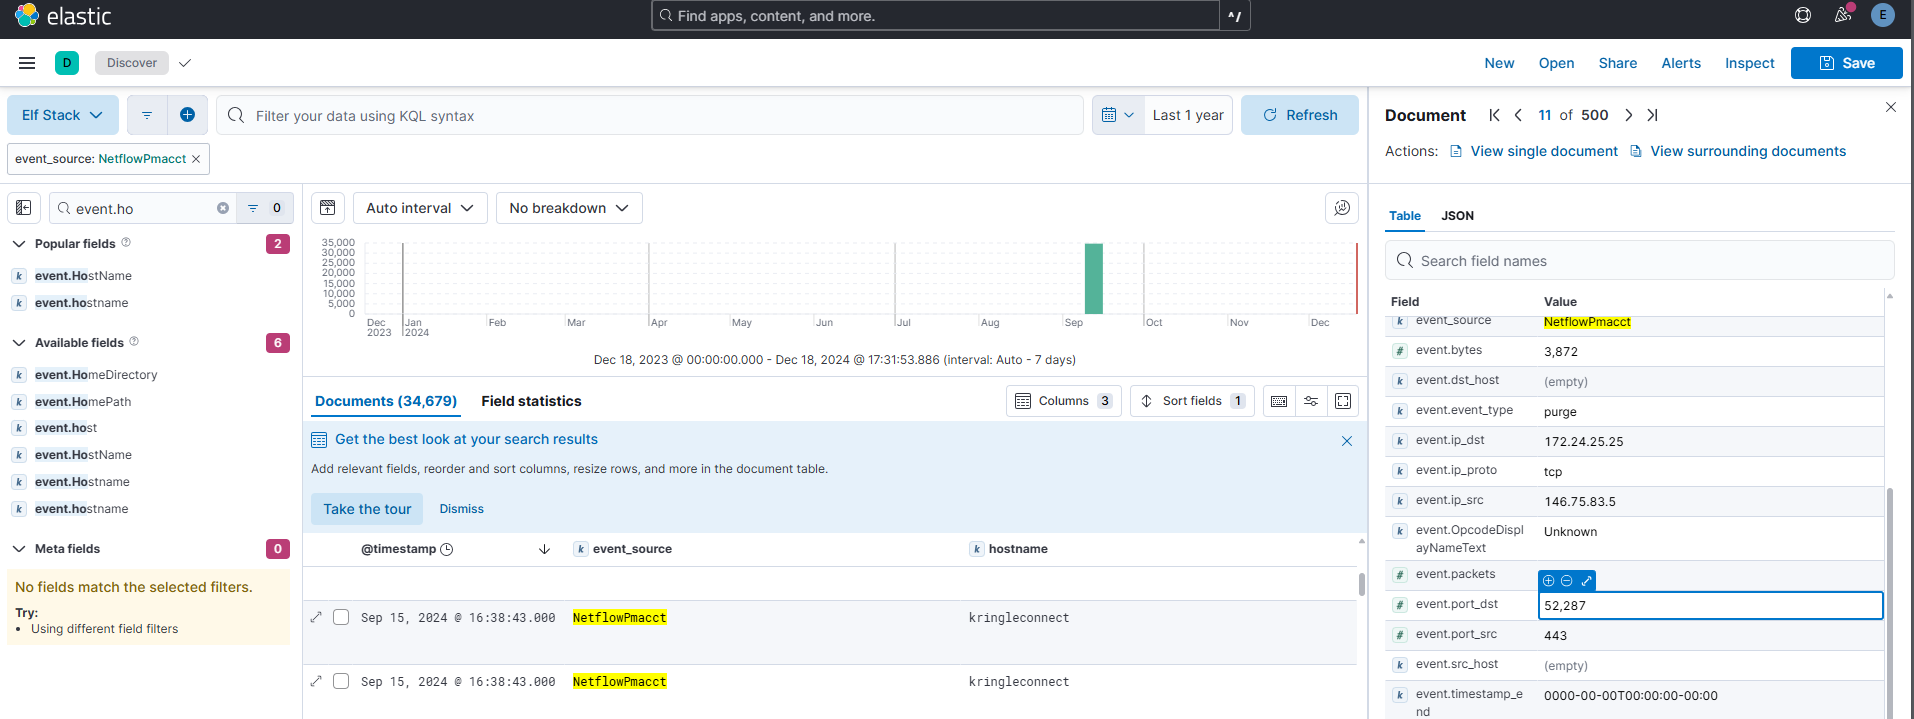 elastic
Find apps, content, and more.
^/
E
D
Discover
New
Open
Share
Alerts
Inspect
Save
Elf Stack
Filter your data using KQL syntax
Last 1 year
Refresh
event_source: NetflowPmacct
event.ho
0
Popular fields
2
event.HostName
event.hostname
Available fields
6
event.HomeDirectory
event.HomePath
event.host
event.HostName
event.Hostname
event.hostname
Meta fields
0
No fields match the selected filters.
Try:
• Using different field filters
Auto interval
No breakdown
35,000
30,000
25,000
20,000
15,000
10,000
5,000
0
Dec
2023
Jan
2024
Feb
Mar
Apr
May
Jun
Jul
Aug
Sep
Oct
Nov
Dec
Dec 18, 2023 @ 00:00:00.000 - Dec 18, 2024 @ 17:31:53.886 (interval: Auto - 7 days)
Documents (34,679)
Field statistics
Columns 3
Sort fields 1
Get the best look at your search results
Add relevant fields, reorder and sort columns, resize rows, and more in the document table.
Take the tour
Dismiss
@timestamp
k event_source
k hostname
Sep 15, 2024 @ 16:38:43.000 NetflowPmacct kringleconnect
Sep 15, 2024 @ 16:38:43.000 NetflowPmacct kringleconnect
Document
11 of 500
Actions:
View single document
View surrounding documents
Table
JSON
Search field names
Field Value
k event_source NetflowPmacct
# event.bytes 3,872
k event.dst_host (empty)
k event.event_type purge
k event.ip_dst 172.24.25.25
k event.ip_proto tcp
k event.ip_src 146.75.83.5
k event.OpcodeDispl
ayNameText Unknown
# event.packets
# event.port_dst 52,287
# event.port_src 443
k event.src_host (empty)
k event.timestamp_e
nd 0000-00-00T00:00:00-00:00